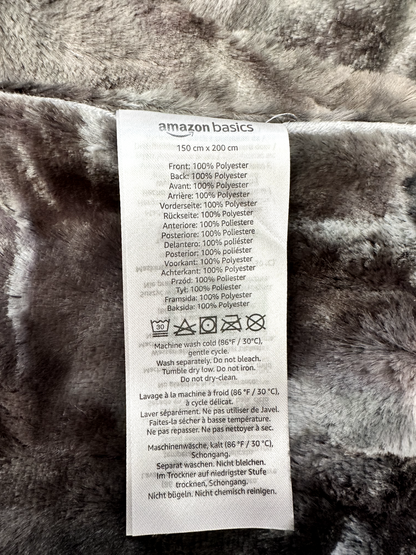 amazon basics
150 cm x 200 cm
Front: 100% Polyester
Back: 100% Polyester
Avant: 100% Polyester
Arrière: 100% Polyester
Vorderseite: 100% Polyester
Rückseite: 100% Polyester
Anteriore: 100% Poliestere
Posteriore: 100% Poliestere
Delantero: 100% poliéster
Posterior: 100% poliéster
Voorkant: 100% Polyester
Achterkant: 100% Polyester
Przód: 100% Polyester
Tył: 100% Polyester
Framsida: 100% Polyester
Baksida: 100% Polyester
30
Machine wash cold (86°F / 30°C),
gentle cycle.
Wash separately. Do not bleach.
Tumble dry low. Do not iron.
Do not dry-clean.
Lavage à la machine à froid (86 °F / 30 °C),
à cycle délicat.
Laver séparément. Ne pas utiliser de Javel.
Faites-la sécher à basse température.
Ne pas repasser. Ne pas nettoyer à sec.
Maschinenwäsche, kalt (86 °F / 30 °C),
Schongang.
Separat waschen. Nicht bleichen.
Im Trockner auf niedrigster Stufe
trocknen, Schongang.
Nicht bügeln. Nicht chemisch reinigen.